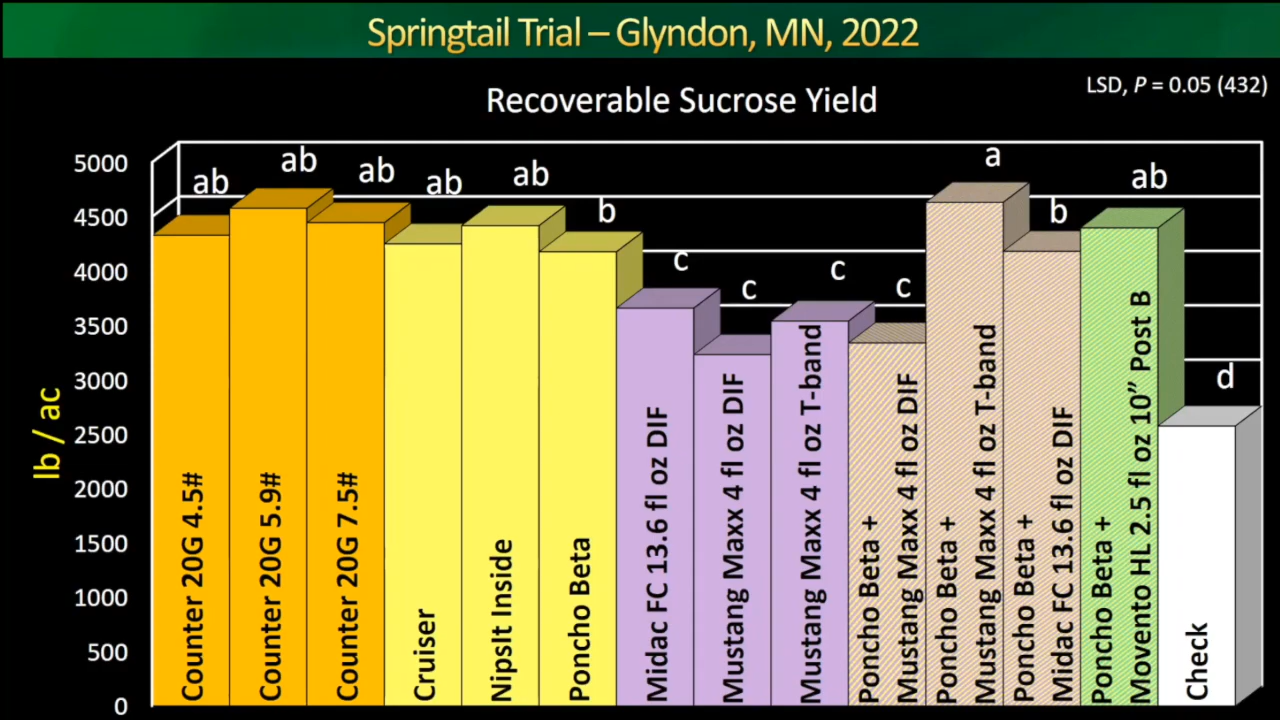 Springtail Trial – Glyndon, MN, 2022
LSD, P = 0.05 (432)
Recoverable Sucrose Yield
lb / ac
5000
4500
4000
3500
3000
2500
2000
1500
1000
500
0
ab
ab
ab
ab
ab
b
c
c
c
c
a
b
ab
d
Counter 20G 4.5#
Counter 20G 5.9#
Counter 20G 7.5#
Cruiser
NipsIt Inside
Poncho Beta
Midac FC 13.6 fl oz DIF
Mustang Maxx 4 fl oz DIF
Mustang Maxx 4 fl oz T-band
Poncho Beta +
Mustang Maxx 4 fl oz DIF
Poncho Beta +
Mustang Maxx 4 fl oz T-band
Poncho Beta +
Midac FC 13.6 fl oz DIF
Poncho Beta +
Movento HL 2.5 fl oz 10” Post B
Check